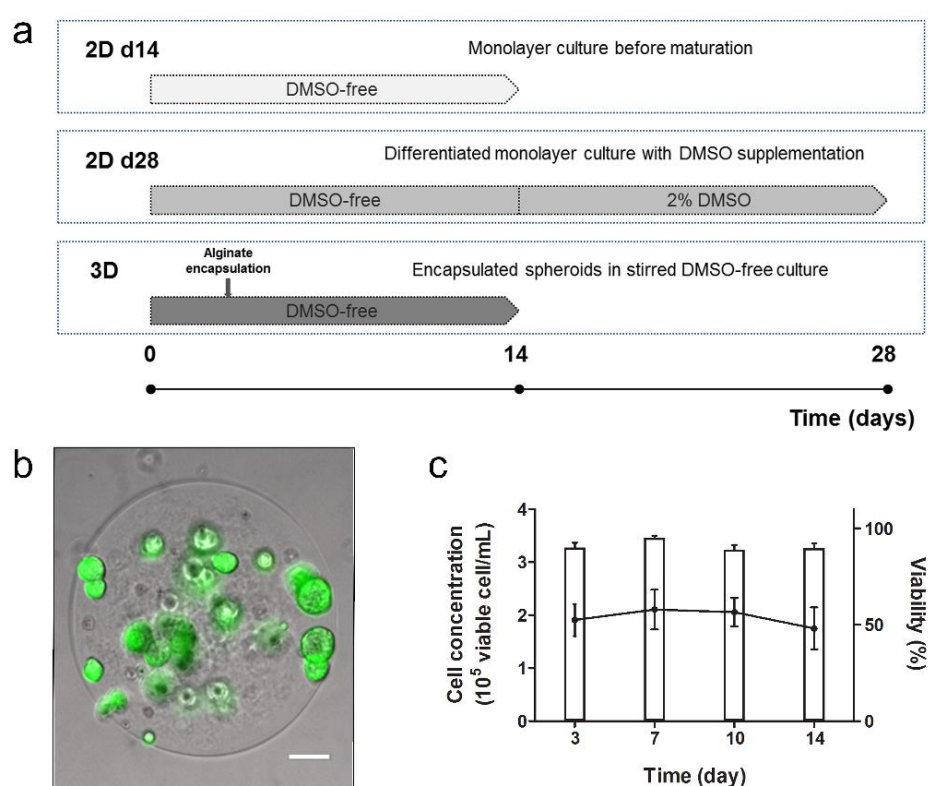 a
2D d14
Monolayer culture before maturation
DMSO-free
2D d28
Differentiated monolayer culture with DMSO supplementation
DMSO-free
2% DMSO
3D
Alginate
encapsulation
Encapsulated spheroids in stirred DMSO-free culture
DMSO-free
0
14
28
Time (days)
b
c
Cell concentration
(10⁵ viable cell/mL)
4
3
2
1
0
100
50
0
Viability (%)
3
7
10
14
Time (day)